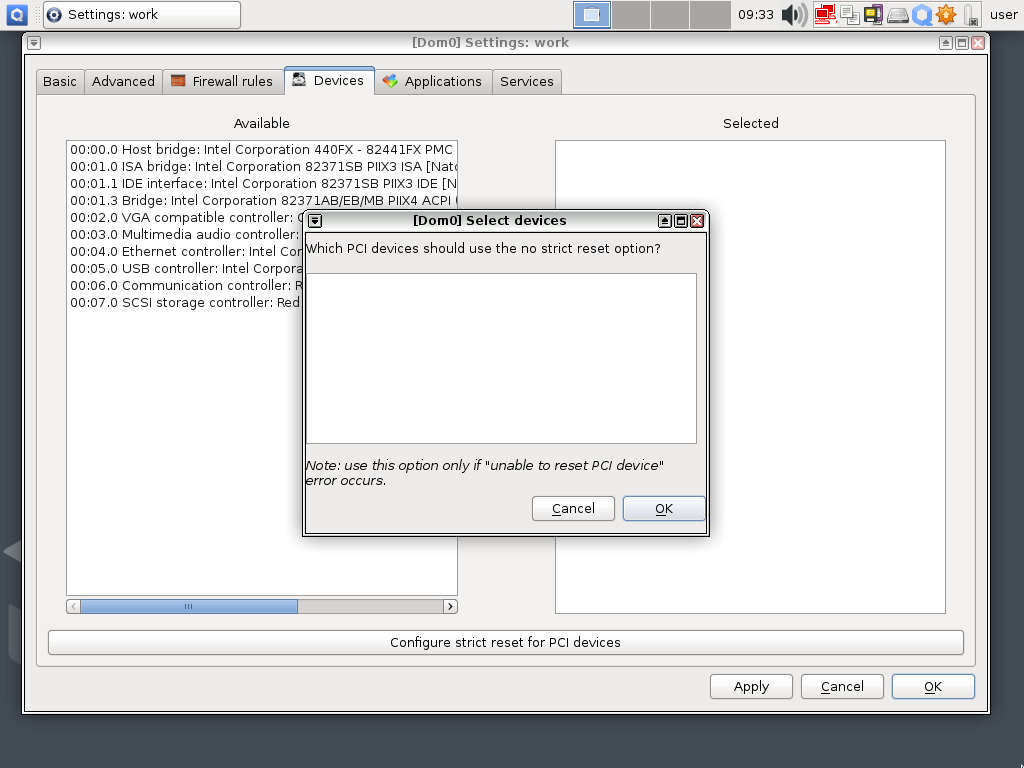 Settings: work
09:33
user
[Dom0] Settings: work
Basic
Advanced
Firewall rules
Devices
Applications
Services
Available
Selected
00:00.0 Host bridge: Intel Corporation 440FX - 82441FX PMC
00:01.0 ISA bridge: Intel Corporation 82371SB PIIX3 ISA [Nato
00:01.1 IDE interface: Intel Corporation 82371SB PIIX3 IDE [N
00:01.3 Bridge: Intel Corporation 82371AB/EB/MB PIIX4 ACPI (
00:02.0 VGA compatible controller:
00:03.0 Multimedia audio controller:
00:04.0 Ethernet controller: Intel Cor
00:05.0 USB controller: Intel Corpora
00:06.0 Communication controller: R
00:07.0 SCSI storage controller: Red
[Dom0] Select devices
Which PCI devices should use the no strict reset option?
Note: use this option only if "unable to reset PCI device"
error occurs.
Cancel
OK
Configure strict reset for PCI devices
Apply
Cancel
OK